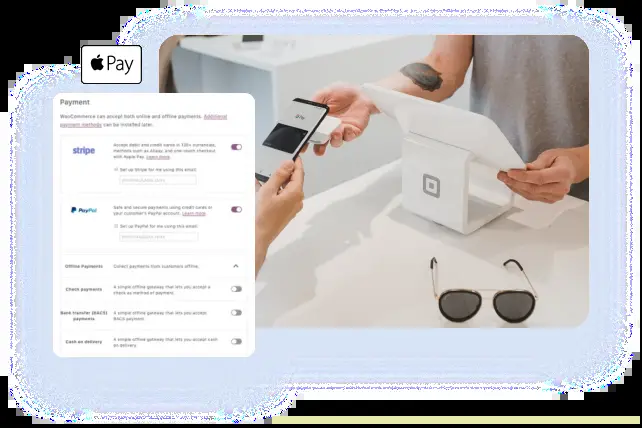 Pay
Payment
WooCommerce can accept both online and offline payments. Additional
payment methods can be installed later.
stripe
Accept debit and credit cards in 135+ currencies,
methods such as Alipay, and one-touch checkout
with Apple Pay. Learn more.
Set up Stripe for me using this email:
PayPal
Safe and secure payments using credit cards or
your customer's PayPal account. Learn more.
Set up PayPal for me using this email:
Offline Payments
Collect payments from customers offline.
Check payments
A simple offline gateway that lets you accept a
check as method of payment.
Bank transfer (BACS)
payments
A simple offline gateway that lets you accept
BACS payment.
Cash on delivery
A simple offline gateway that lets you accept cash
on delivery.